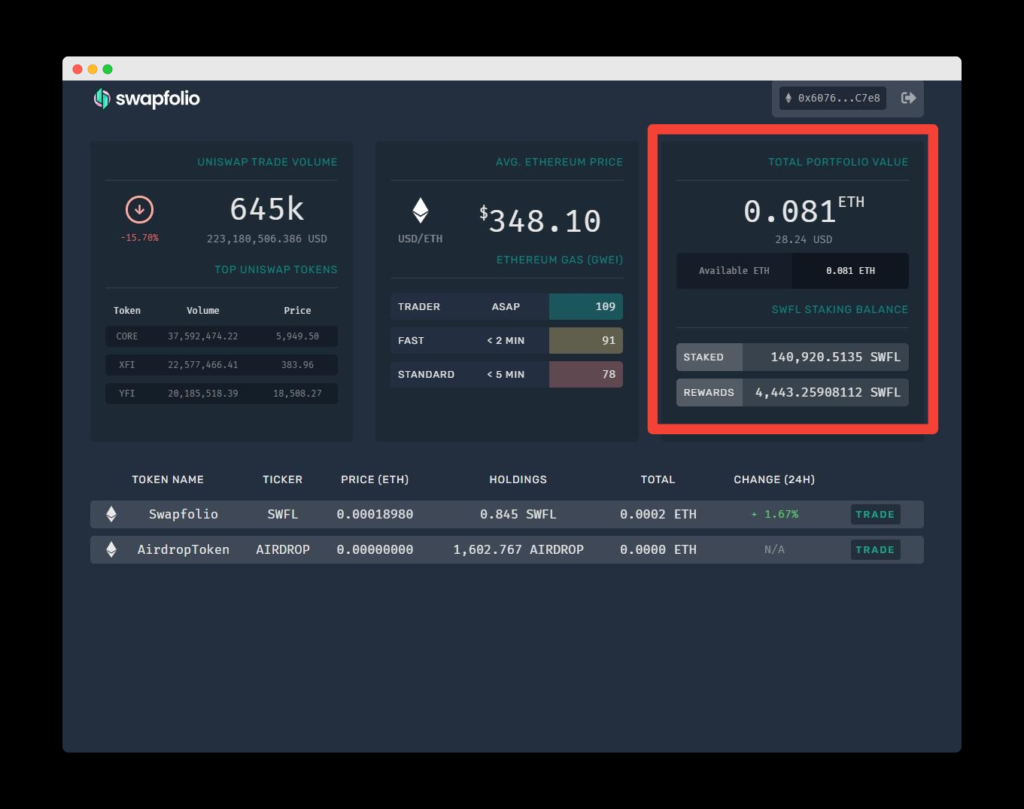 swapfolio
0x6076...C7e8
UNISWAP TRADE VOLUME
645k
-15.70%
223,180,506.386 USD
TOP UNISWAP TOKENS
Token Volume Price
CORE 37,592,474.22 5,949.50
XFI 22,577,466.41 383.96
YFI 20,185,518.39 18,508.27
AVG. ETHEREUM PRICE
$348.10
USD/ETH
ETHEREUM GAS (GWEI)
TRADER ASAP 109
FAST < 2 MIN 91
STANDARD < 5 MIN 78
TOTAL PORTFOLIO VALUE
0.081 ETH
28.24 USD
Available ETH 0.081 ETH
SWFL STAKING BALANCE
STAKED 140,920.5135 SWFL
REWARDS 4,443.25908112 SWFL
TOKEN NAME TICKER PRICE (ETH) HOLDINGS TOTAL CHANGE (24H)
Swapfolio SWFL 0.00018980 0.845 SWFL 0.0002 ETH + 1.67% TRADE
AirdropToken AIRDROP 0.00000000 1,602.767 AIRDROP 0.0000 ETH N/A TRADE